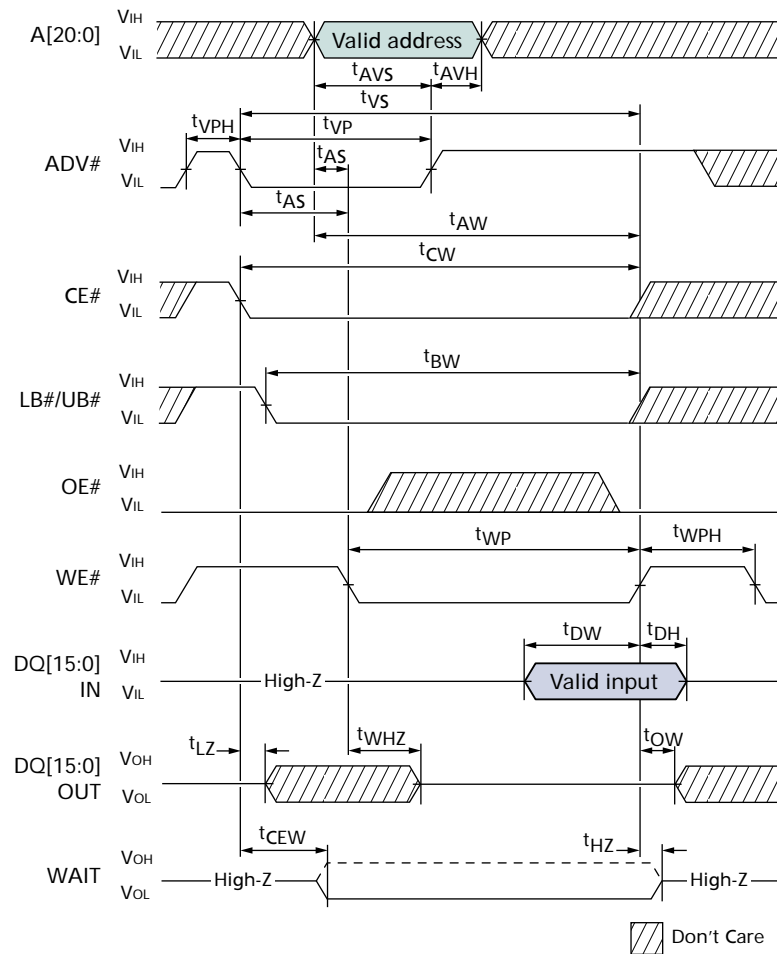 A[20:0]
VIH
VIL
Valid address
tAVS
tAVH
tVS
tVPH
tVP
ADV#
VIH
VIL
tAS
tAS
tAW
tCW
CE#
VIH
VIL
tBW
LB#/UB#
VIH
VIL
OE#
VIH
VIL
tWP
tWPH
WE#
VIH
VIL
tDW
tDH
DQ[15:0]
IN
VIH
VIL
High-Z
Valid input
tLZ
tWHZ
tOW
DQ[15:0]
OUT
VOH
VOL
tCEW
tHZ
WAIT
VOH
VOL
High-Z
High-Z
Don't Care